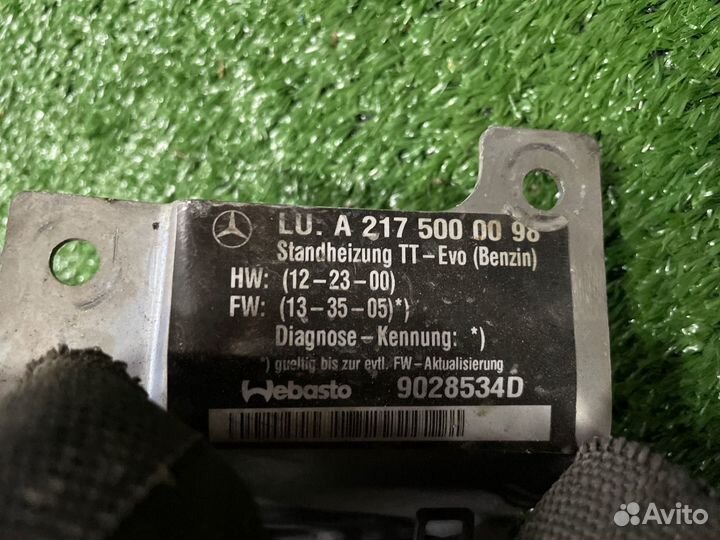 LU: A 217 500 00 98
Standheizung TT-Evo (Benzin)
HW: (12-23-00)
FW: (13-35-05)*)
Diagnose-Kennung: *)
*) gueltig bis zur evtl. FW-Aktualisierung
Webasto 9028534D
Avito